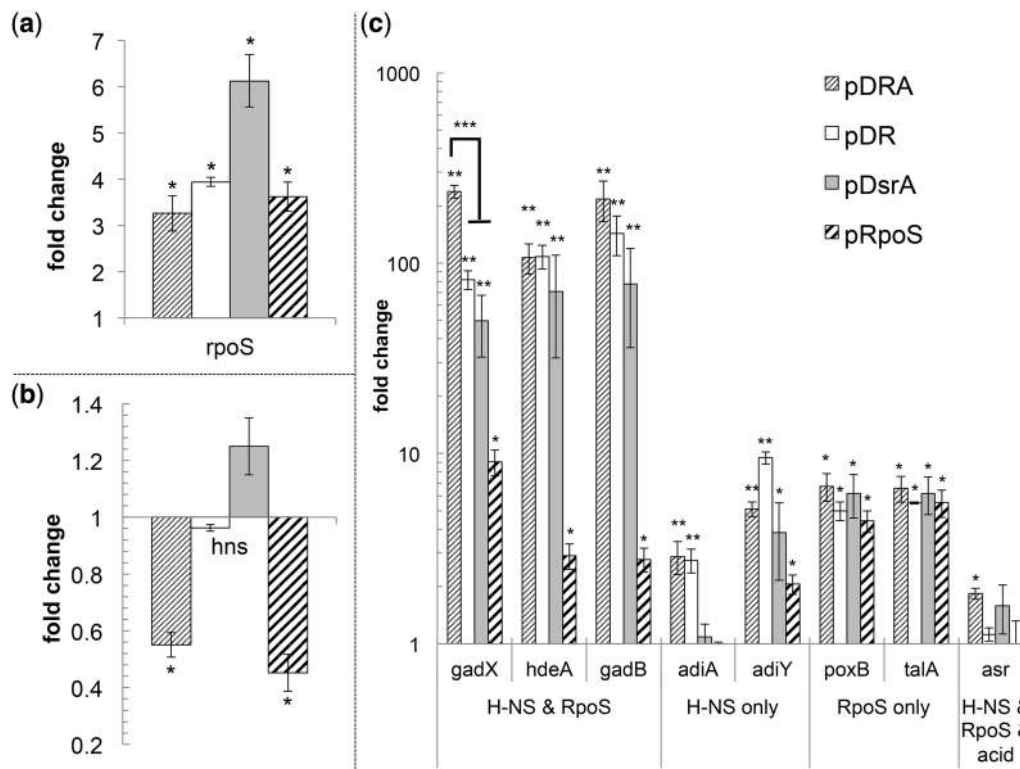 (a)
7
6
5
4
3
2
1
fold change
*
*
*
*
rpoS
(b)
1.4
1.2
1
0.8
0.6
0.4
0.2
fold change
hns
*
*
(c)
1000
100
10
1
fold change
pDRA
pDR
pDsrA
pRpoS
***
** ** ** *
** ** ** *
** ** ** *
** **
** ** * *
* * * *
* * * *
*
gadX hdeA gadB adiA adiY poxB talA asr
H-NS & RpoS H-NS only RpoS only H-NS &
RpoS &
acid